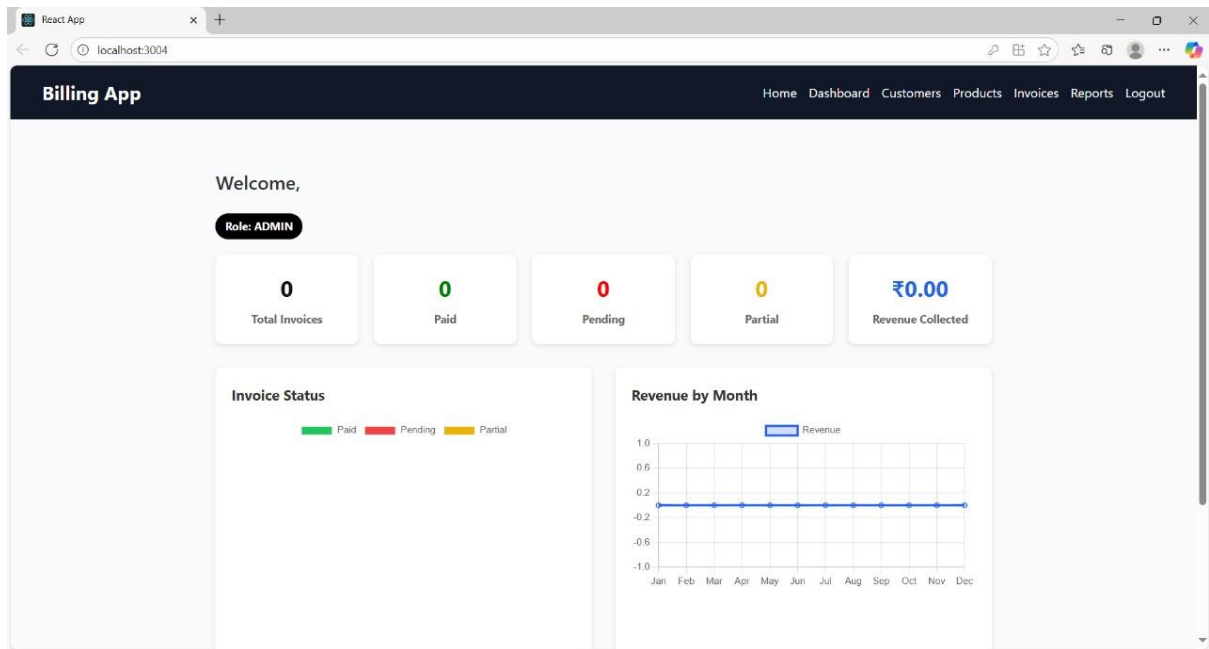 React App
localhost:3004
Billing App
Home Dashboard Customers Products Invoices Reports Logout
Welcome,
Role: ADMIN
0 0 0 0 ₹0.00
Total Invoices Paid Pending Partial Revenue Collected
Invoice Status
Paid Pending Partial
Revenue by Month
Revenue
1.0
0.6
0.2
-0.2
-0.6
-1.0
Jan Feb Mar Apr May Jun Jul Aug Sep Oct Nov Dec